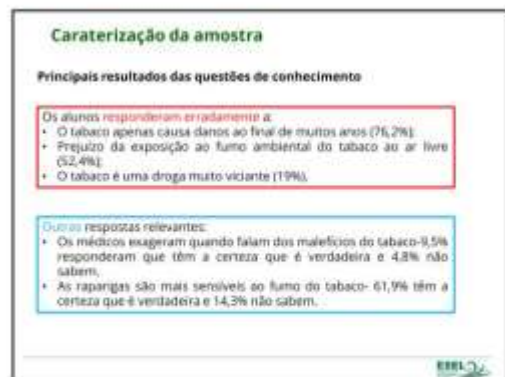 Caraterização da amostra
Principais resultados das questões de conhecimento
Os alunos responderam erradamente a:
• O tabaco apenas causa danos ao final de muitos anos (76,2%);
• Prejuízo da exposição ao fumo ambiental do tabaco ao ar livre
(52,4%);
• O tabaco é uma droga muito viciante (19%).
Outras respostas relevantes:
• Os médicos exageram quando falam dos malefícios do tabaco-9,5%
responderam que têm a certeza que é verdadeira e 4,8% não
sabem.
• As raparigas são mais sensíveis ao fumo do tabaco- 61,9% têm a
certeza que é verdadeira e 14,3% não sabem.